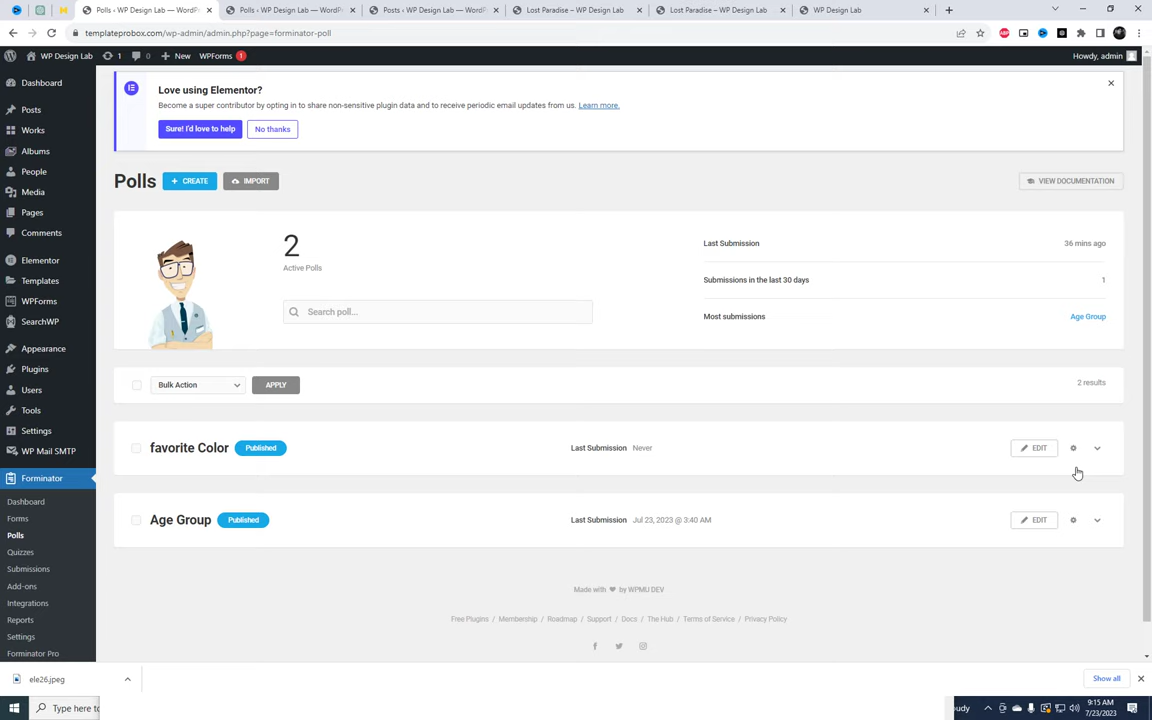 Polls ‹ WP Design Lab — WordPr
Polls ‹ WP Design Lab — WordPr
Posts ‹ WP Design Lab — WordPr
Lost Paradise – WP Design Lab
Lost Paradise – WP Design Lab
WP Design Lab
templateprobox.com/wp-admin/admin.php?page=forminator-poll
WP Design Lab
1
0
New
WPForms 1
Howdy, admin
Dashboard
Posts
Works
Albums
People
Media
Pages
Comments
Elementor
Templates
WPForms
SearchWP
Appearance
Plugins
Users
Tools
Settings
WP Mail SMTP
Forminator
Dashboard
Forms
Polls
Quizzes
Submissions
Add-ons
Integrations
Reports
Settings
Forminator Pro
Love using Elementor?
Become a super contributor by opting in to share non-sensitive plugin data and to receive periodic email updates from us. Learn more.
Sure! I'd love to help
No thanks
Polls
+ CREATE
IMPORT
VIEW DOCUMENTATION
2
Active Polls
Search poll...
Last Submission
36 mins ago
Submissions in the last 30 days
1
Most submissions
Age Group
Bulk Action
APPLY
2 results
favorite Color
Published
Last Submission Never
EDIT
Age Group
Published
Last Submission Jul 23, 2023 @ 3:40 AM
EDIT
Made with ♥ by WPMU DEV
Free Plugins / Membership / Roadmap / Support / Docs / The Hub / Terms of Service / Privacy Policy
ele26.jpeg
Show all
Type here to
oudy
9:15 AM
7/23/2023